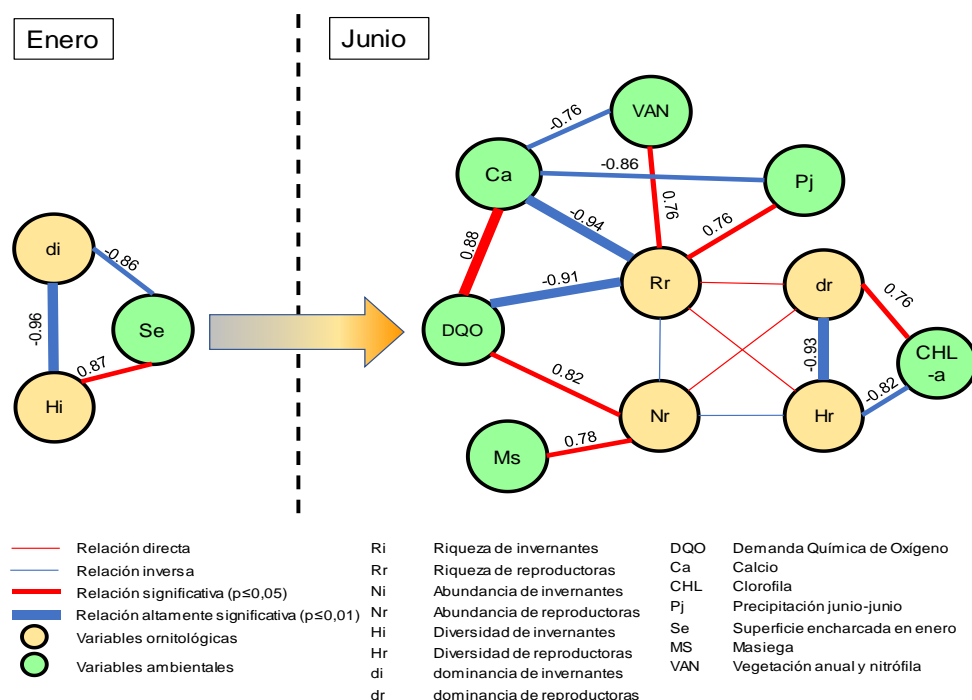 Enero
Junio
VAN
-0.76
Ca
-0.86
Pj
-0.94
0.76
0.76
0.88
di
-0.86
-0.91
Rr
dr
0.76
-0.96
Se
DQO
-0.93
CHL
-a
0.87
0.82
-0.82
Hi
Nr
Hr
0.78
Ms
Relación directa
Relación inversa
Relación significativa (p≤0,05)
Relación altamente significativa (p≤0,01)
Variables ornitológicas
Variables ambientales
Ri Riqueza de invernantes
Rr Riqueza de reproductoras
Ni Abundancia de invernantes
Nr Abundancia de reproductoras
Hi Diversidad de invernantes
Hr Diversidad de reproductoras
di dominancia de invernantes
dr dominancia de reproductoras
DQO Demanda Química de Oxígeno
Ca Calcio
CHL Clorofila
Pj Precipitación junio-junio
Se Superficie encharcada en enero
MS Masiega
VAN Vegetación anual y nitrófila